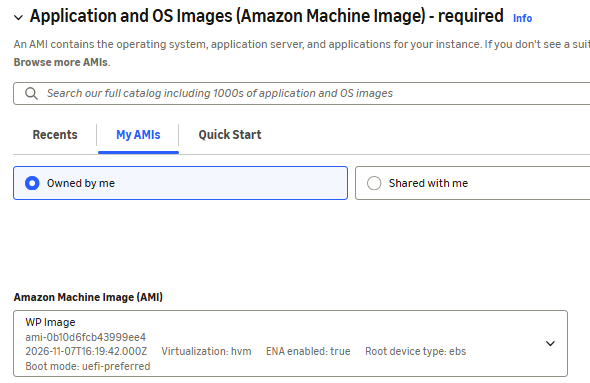 Application and OS Images (Amazon Machine Image) - required Info
An AMI contains the operating system, application server, and applications for your instance. If you don't see a suit
Browse more AMIs.
Search our full catalog including 1000s of application and OS images
Recents My AMIs Quick Start
Owned by me Shared with me
Amazon Machine Image (AMI)
WP Image
ami-0b10d6fcb43999ee4
2026-11-07T16:19:42.000Z Virtualization: hvm ENA enabled: true Root device type: ebs
Boot mode: uefi-preferred